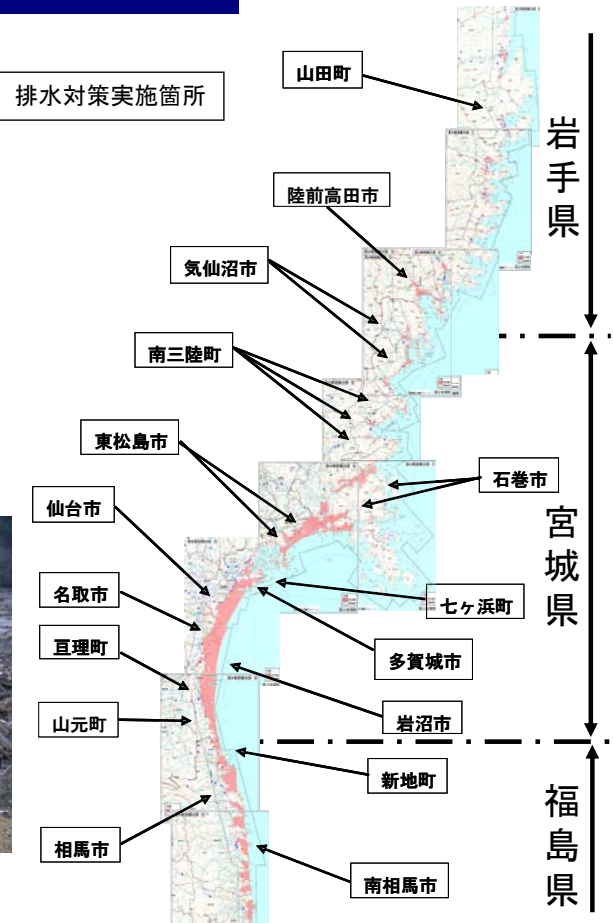 排水対策実施箇所
山田町
陸前高田市
気仙沼市
南三陸町
東松島市
石巻市
仙台市
名取市
七ヶ浜町
亘理町
多賀城市
山元町
岩沼市
新地町
相馬市
南相馬市
岩手県
宮城県
福島県